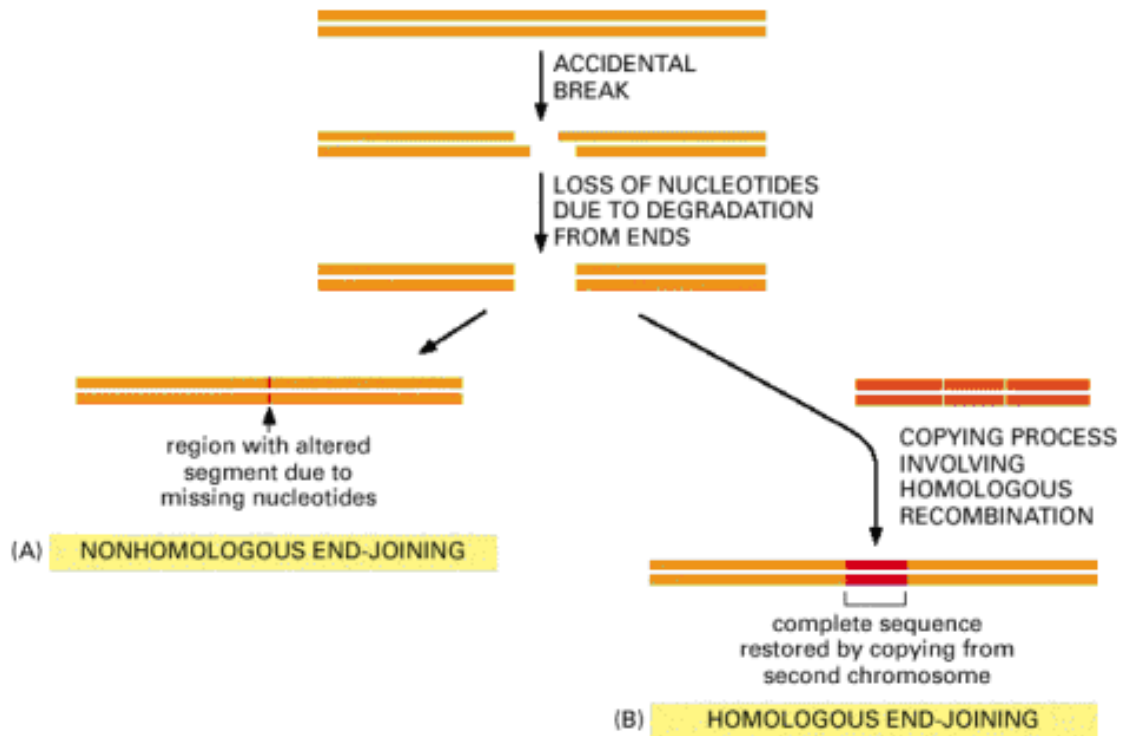 ACCIDENTAL
BREAK
LOSS OF NUCLEOTIDES
DUE TO DEGRADATION
FROM ENDS
region with altered
segment due to
missing nucleotides
(A) NONHOMOLOGOUS END-JOINING
COPYING PROCESS
INVOLVING
HOMOLOGOUS
RECOMBINATION
complete sequence
restored by copying from
second chromosome
(B) HOMOLOGOUS END-JOINING